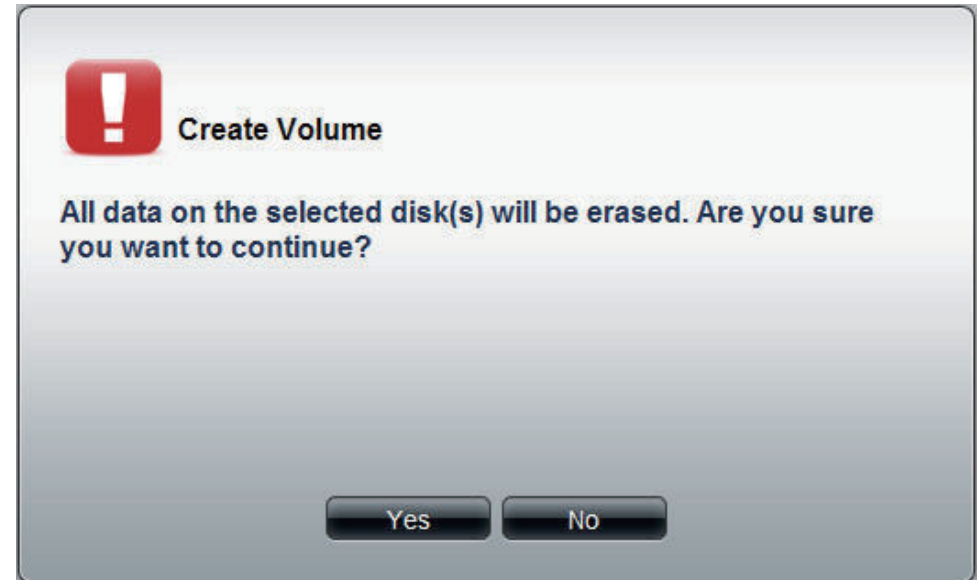 Create Volume
All data on the selected disk(s) will be erased. Are you sure
you want to continue?
Yes No